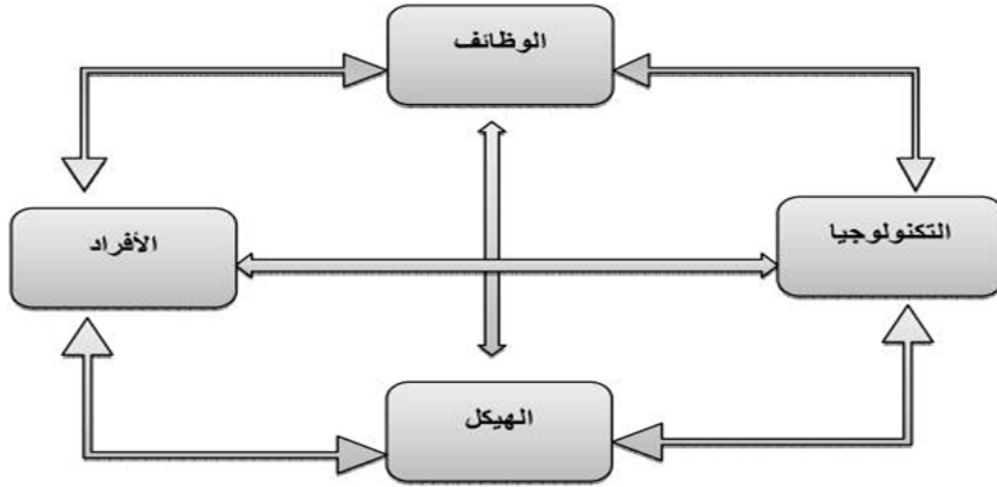 الوظائف
التكنولوجيا
الأفراد
الهيكل